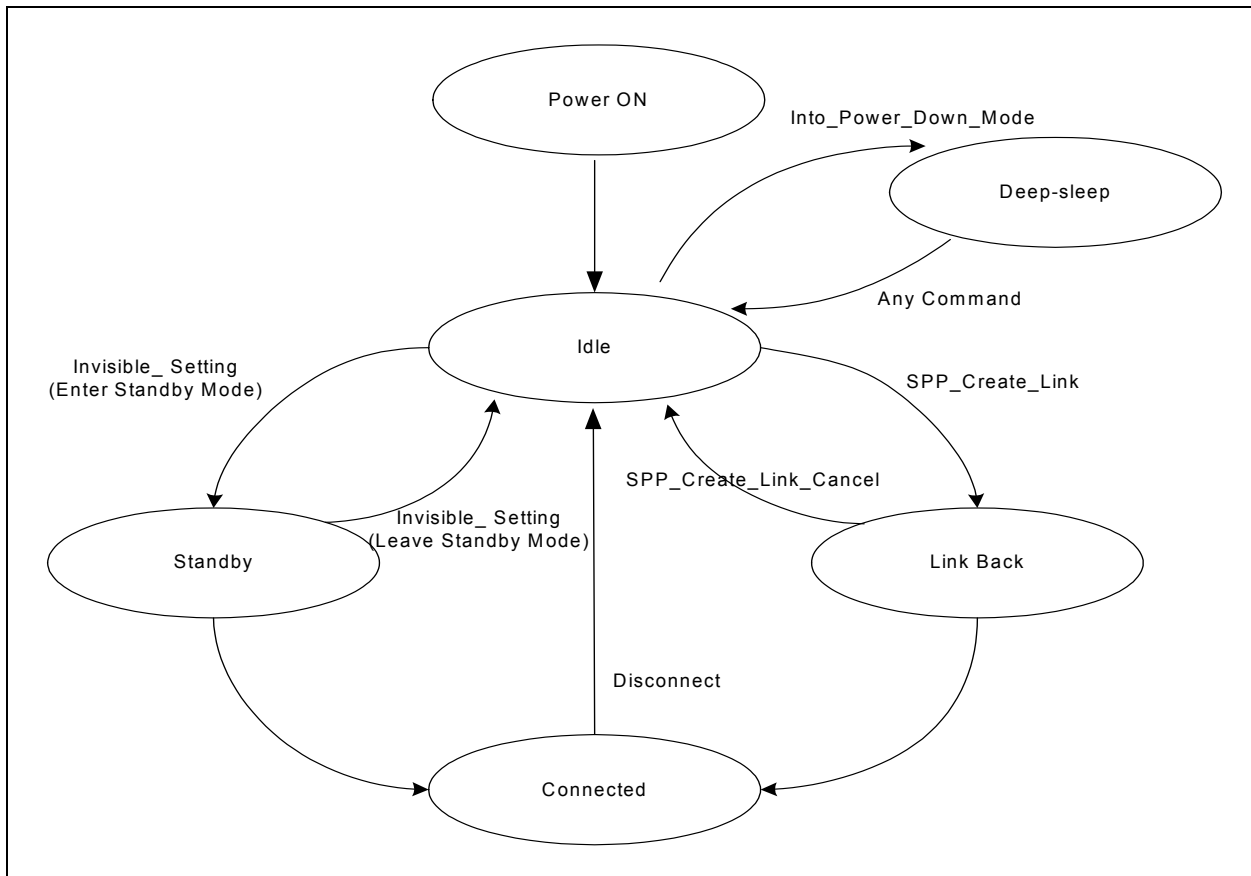 Power ON
Into_Power_Down_Mode
Deep-sleep
Any Command
Idle
Invisible_ Setting
(Enter Standby Mode)
SPP_Create_Link
SPP_Create_Link_Cancel
Invisible_ Setting
(Leave Standby Mode)
Standby
Link Back
Disconnect
Connected